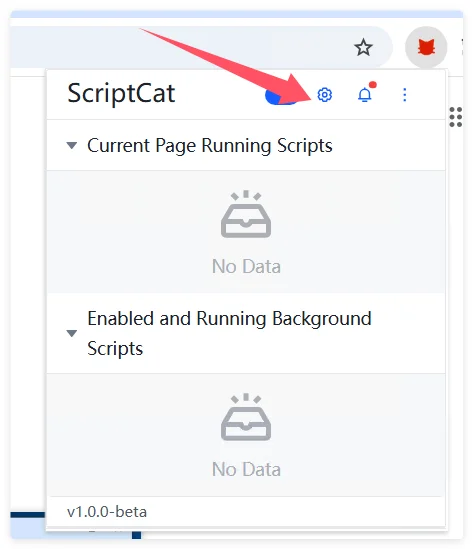 ScriptCat
Current Page Running Scripts
No Data
Enabled and Running Background
Scripts
No Data
v1.0.0-beta